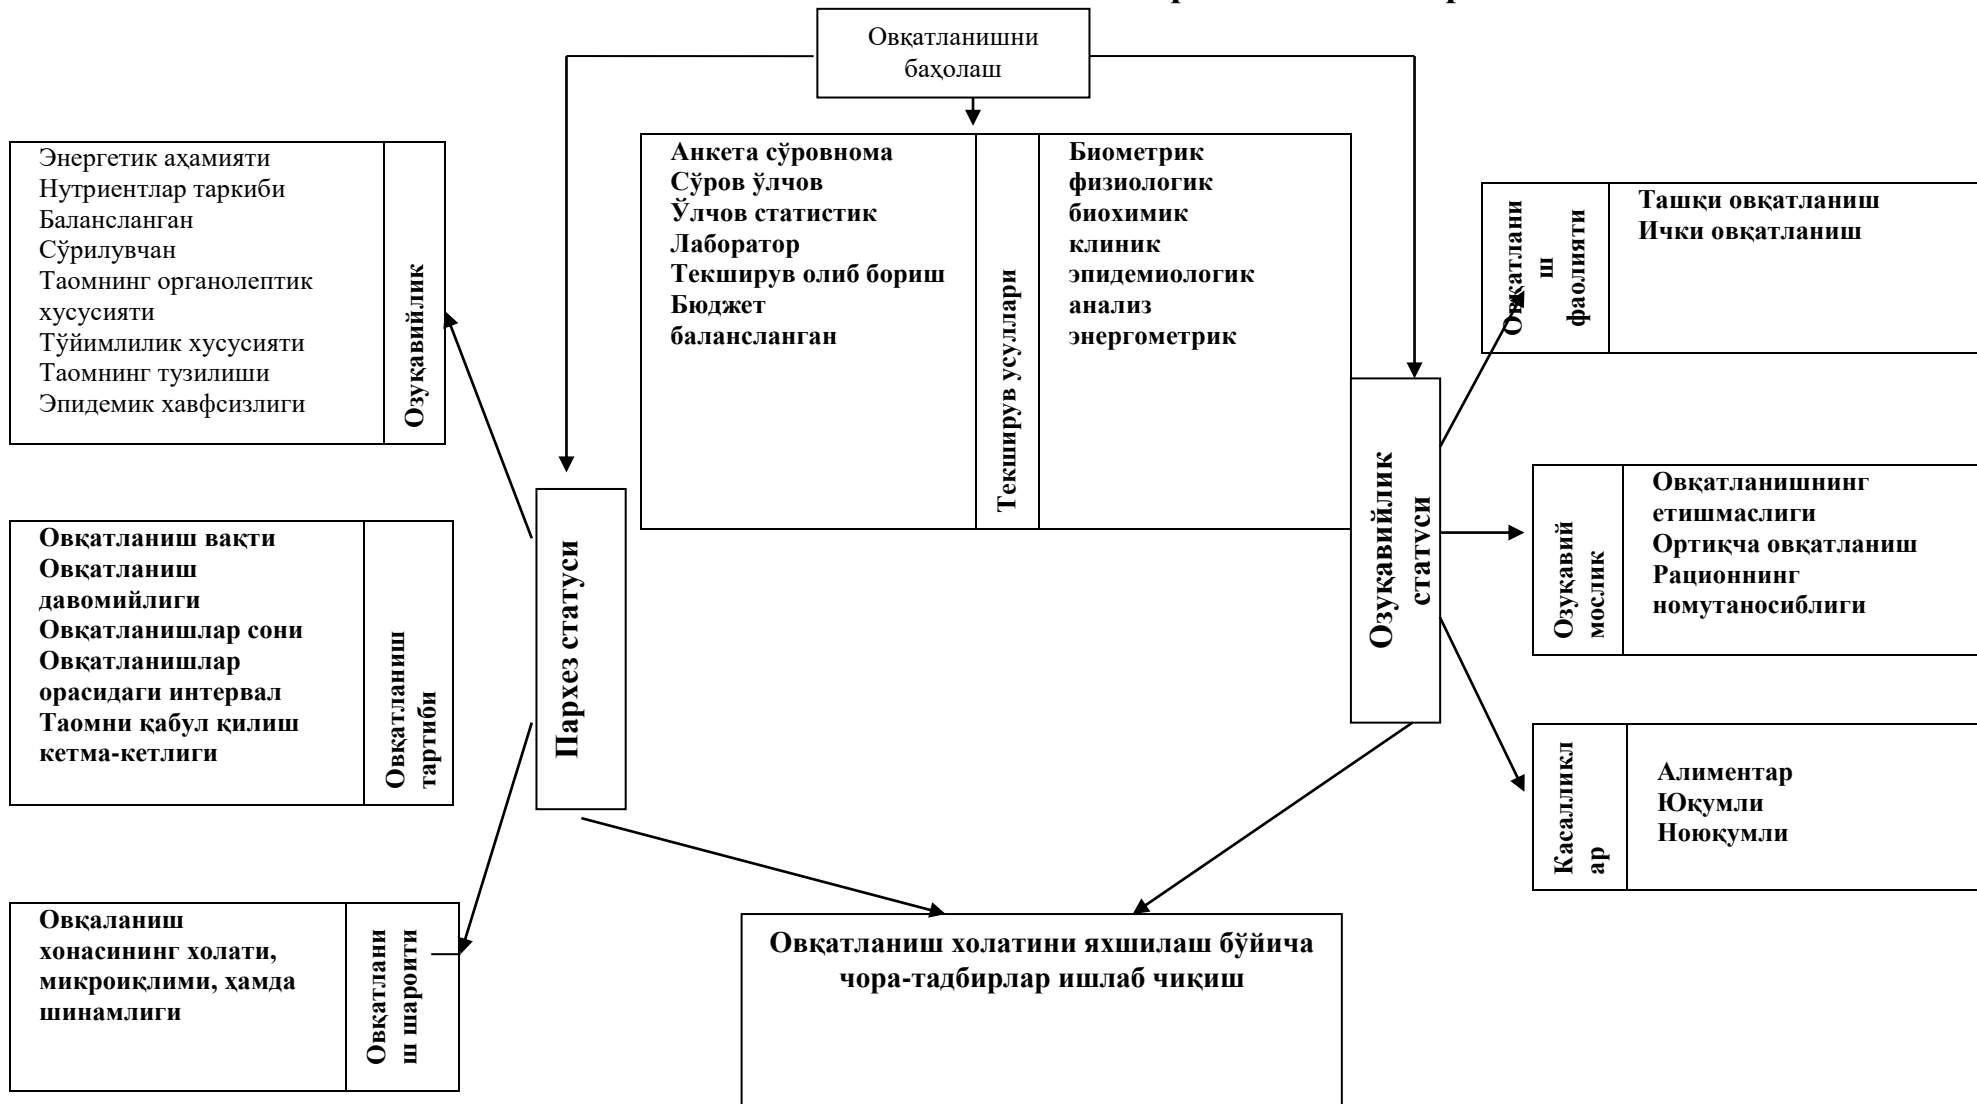 Овқатланишни
баҳолаш
Энергетик аҳамияти
Нутриентлар таркиби
Балансланган
Сўрилувчан
Таомнинг органолептик
хусусияти
Тўйимлилик хусусияти
Таомнинг тузилиши
Эпидемик хавфсизлиги
Озуқавийлик
Анкета сўровнома
Сўров ўлчов
Ўлчов статистик
Лаборатор
Текширув олиб бориш
Бюджет
балансланган
Текширув усуллари
Биометрик
физиологик
биохимик
клиник
эпидемиологик
анализ
энергометрик
Овқатлани
ш
фаолияти
Ташқи овқатланиш
Ички овқатланиш
Овқатланиш вақти
Овқатланиш
давомийлиги
Овқатланишлар сони
Овқатланишлар
орасидаги интервал
Таомни қабул қилиш
кетма-кетлиги
Овқатланиш
тартиби
Пархез статуси
Озуқавийлик
статуси
Озуқавий
мослик
Овқатланишнинг
етишмаслиги
Ортиқча овқатланиш
Рационнинг
номутаносиблиги
Касалликл
ар
Алиментар
Юқумли
Ноюқумли
Овқаланиш
хонасининг холати,
микроиқлими, ҳамда
шинамлиги
Овқатлани
ш шароити
Овқатланиш холатини яхшилаш бўйича
чора-тадбирлар ишлаб чиқиш